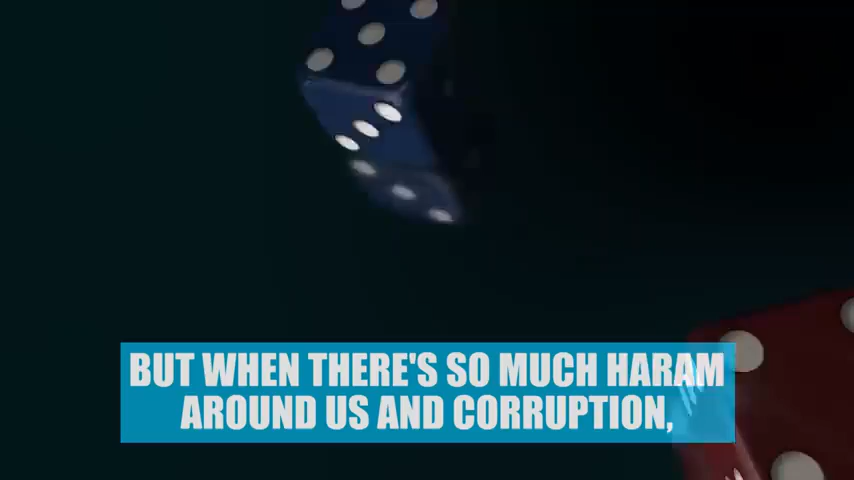 BUT WHEN THERE'S SO MUCH HARAM
AROUND US AND CORRUPTION,